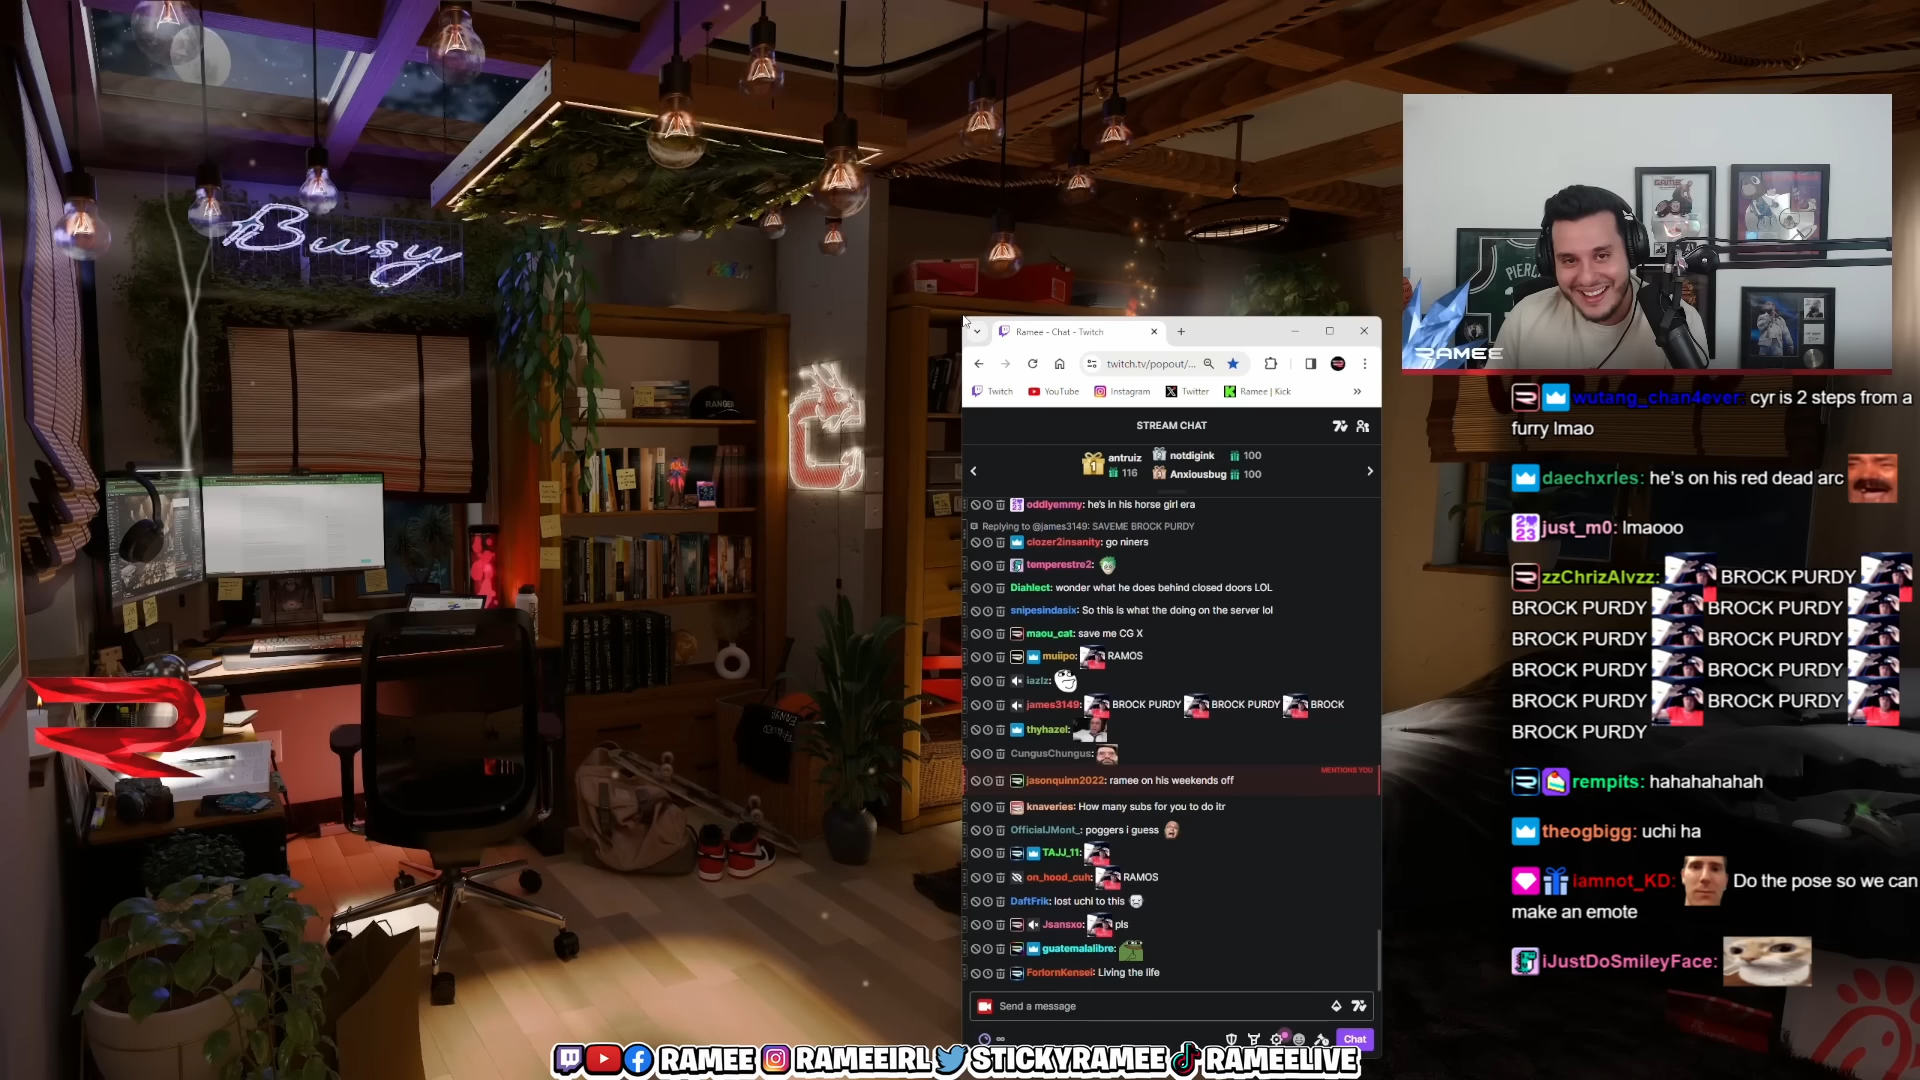 Busy
RANGER
PIERC
GAME
RAMEE
Ramee - Chat - Twitch
twitch.tv/popout/...
Twitch
YouTube
Instagram
Twitter
Ramee | Kick
STREAM CHAT
antruiz
116
notdigink 100
Anxiousbug 100
oddlyemmy: he's in his horse girl era
Replying to @james3149: SAVEME BROCK PURDY
clozer2insanity: go niners
temperestre2:
Diahlect: wonder what he does behind closed doors LOL
snipesindasix: So this is what the doing on the server lol
maou_cat: save me CG X
muiipo: RAMOS
iazlz:
james3149: BROCK PURDY BROCK PURDY BROCK
thyhazel:
CungusChungus:
MENTIONS YOU
jasonquinn2022: ramee on his weekends off
knaveries: How many subs for you to do itr
OfficialJMont_: poggers i guess
TAJJ_11:
on_hood_cuh: RAMOS
DaftFrik: lost uchi to this
Jsansxo: pls
guatemalalibre:
ForlornKensei: Living the life
Send a message
Chat
wutang_chan4ever: cyr is 2 steps from a
furry lmao
daechxrles: he's on his red dead arc
just_m0: lmaooo
zzChrizAlvzz: BROCK PURDY
BROCK PURDY BROCK PURDY
BROCK PURDY BROCK PURDY
BROCK PURDY BROCK PURDY
BROCK PURDY BROCK PURDY
BROCK PURDY
rempits: hahahahahah
theogbigg: uchi ha
iamnot_KD: Do the pose so we can
make an emote
iJustDoSmileyFace:
RAMEE RAMEEIRL STICKYRAMEE RAMEELIVE